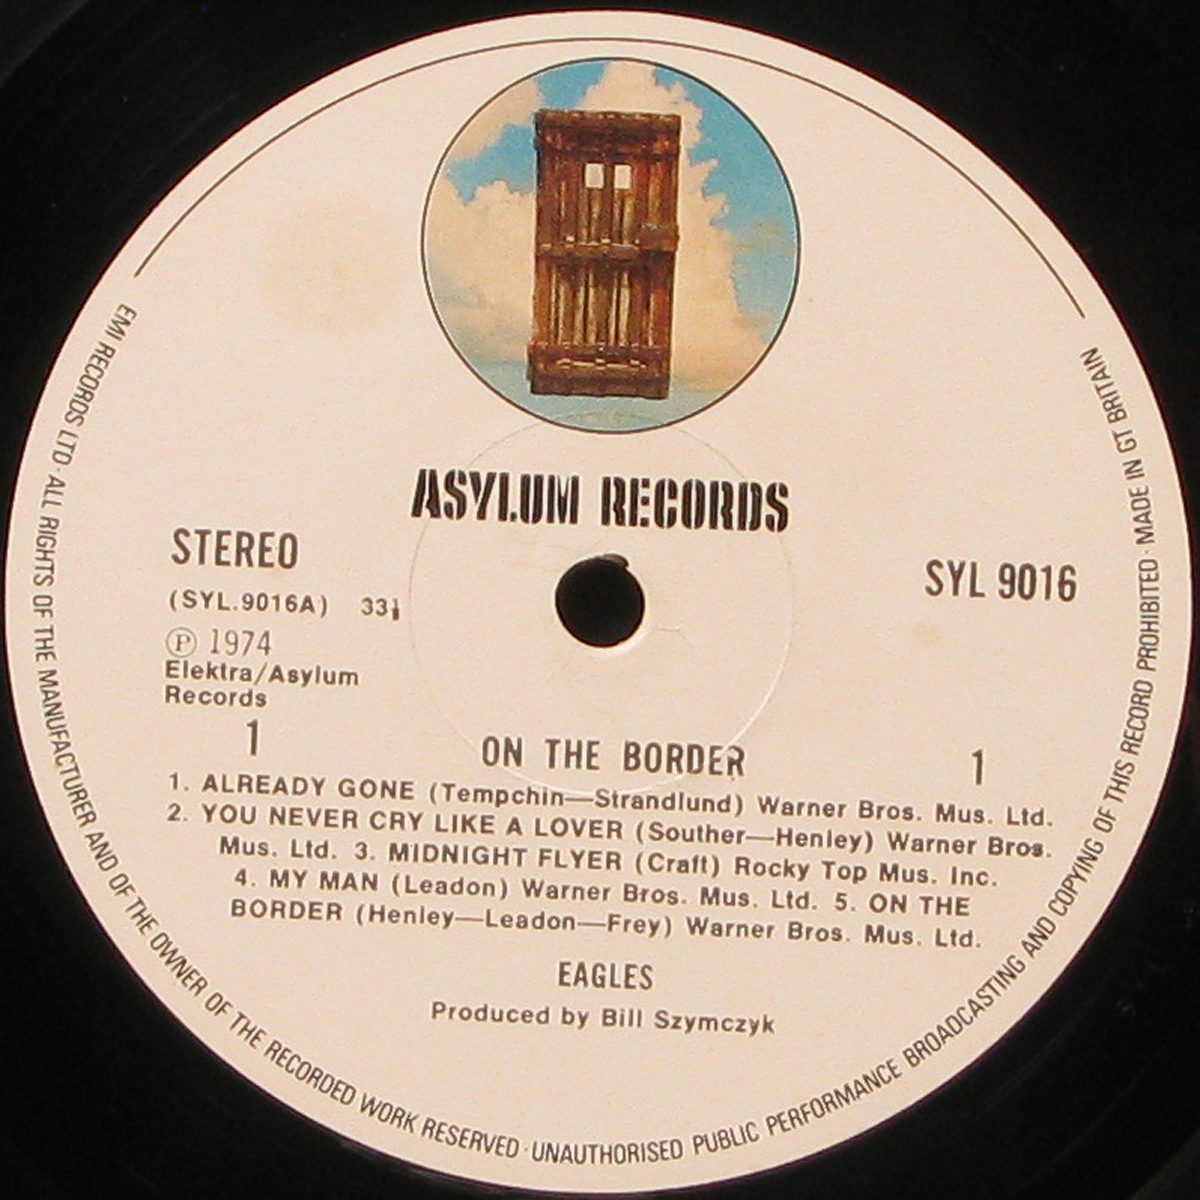 ASYLUM RECORDS
STEREO
SYL 9016
(SYL.9016A) 33⅓
Ⓟ 1974
Elektra/Asylum
Records
1
1
ON THE BORDER
1. ALREADY GONE (Tempchin—Strandlund) Warner Bros. Mus. Ltd.
2. YOU NEVER CRY LIKE A LOVER (Souther—Henley) Warner Bros.
Mus. Ltd. 3. MIDNIGHT FLYER (Craft) Rocky Top Mus. Inc.
4. MY MAN (Leadon) Warner Bros. Mus. Ltd. 5. ON THE
BORDER (Henley—Leadon—Frey) Warner Bros. Mus. Ltd.
EAGLES
Produced by Bill Szymczyk
EMI RECORDS LTD · ALL RIGHTS OF THE MANUFACTURER AND OF THE OWNER OF THE RECORDED WORK RESERVED · UNAUTHORISED PUBLIC PERFORMANCE BROADCASTING AND COPYING OF THIS RECORD PROHIBITED · MADE IN GT BRITAIN